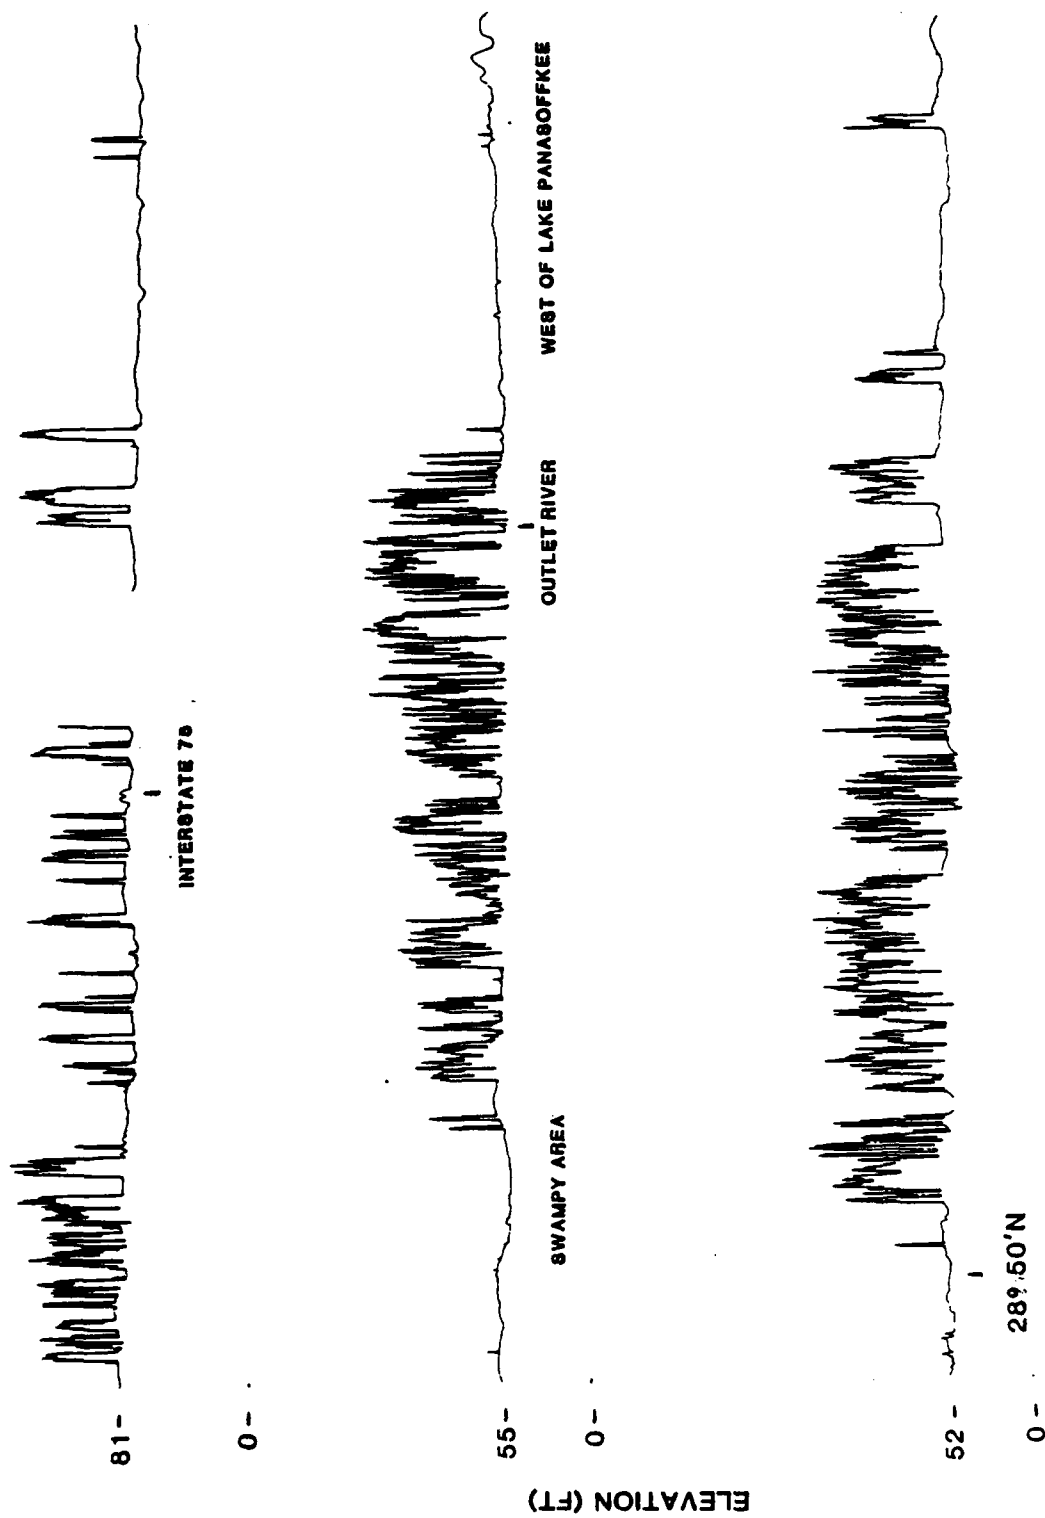 ELEVATION (FT)
81-
0-
INTERSTATE 75
55-
0-
SWAMPY AREA
OUTLET RIVER
WEST OF LAKE PANASOFFKEE
52-
0-
28° 50'N